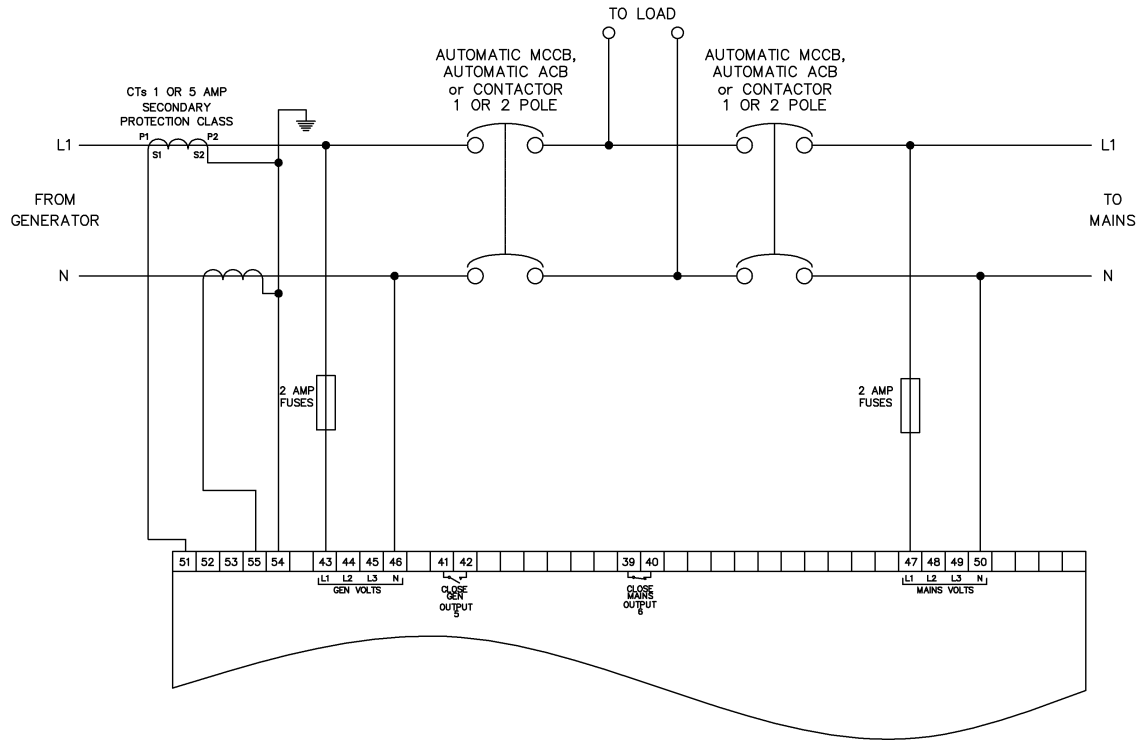 TO LOAD
AUTOMATIC MCCB,
AUTOMATIC ACB
or CONTACTOR
1 OR 2 POLE
AUTOMATIC MCCB,
AUTOMATIC ACB
or CONTACTOR
1 OR 2 POLE
CTs 1 OR 5 AMP
SECONDARY
PROTECTION CLASS
P1 P2
L1 S1 S2 L1
FROM
GENERATOR
TO
MAINS
N N
2 AMP
FUSES
2 AMP
FUSES
51 52 53 55 54 43 44 45 46 41 42 39 40 47 48 49 50
L1 L2 L3 N
GEN VOLTS
CLOSE
GEN
OUTPUT
5
CLOSE
MAINS
OUTPUT
6
L1 L2 L3 N
MAINS VOLTS